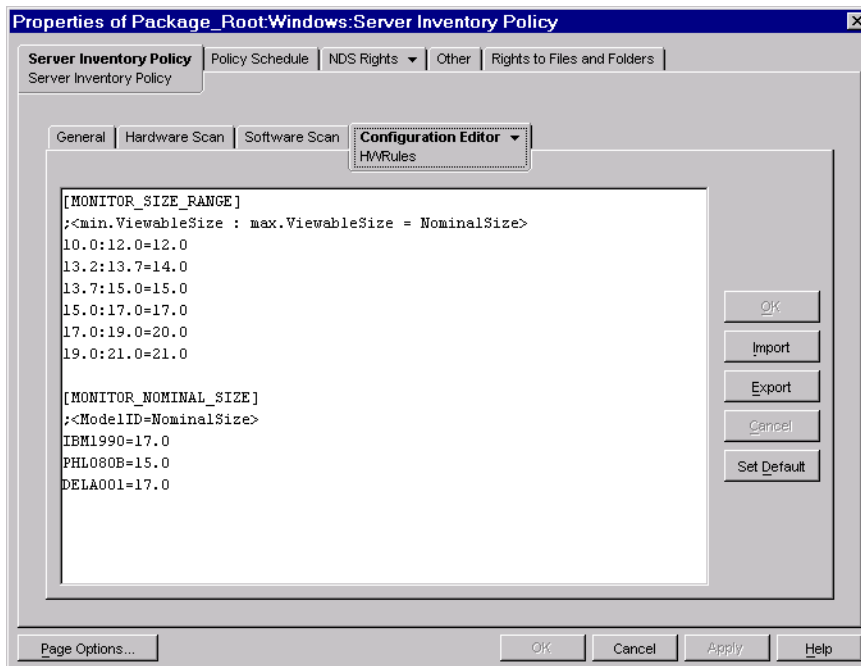 Properties of Package_Root:Windows:Server Inventory Policy
Server Inventory Policy Policy Schedule NDS Rights Other Rights to Files and Folders
Server Inventory Policy
General Hardware Scan Software Scan Configuration Editor
HWRules
[MONITOR_SIZE_RANGE]
;<min.ViewableSize : max.ViewableSize = NominalSize>
10.0:12.0=12.0
13.2:13.7=14.0
13.7:15.0=15.0
15.0:17.0=17.0
17.0:19.0=20.0
19.0:21.0=21.0
[MONITOR_NOMINAL_SIZE]
;<ModelID=NominalSize>
IBM1990=17.0
PHL080B=15.0
DELA001=17.0
OK
Import
Export
Cancel
Set Default
Page Options... OK Cancel Apply Help